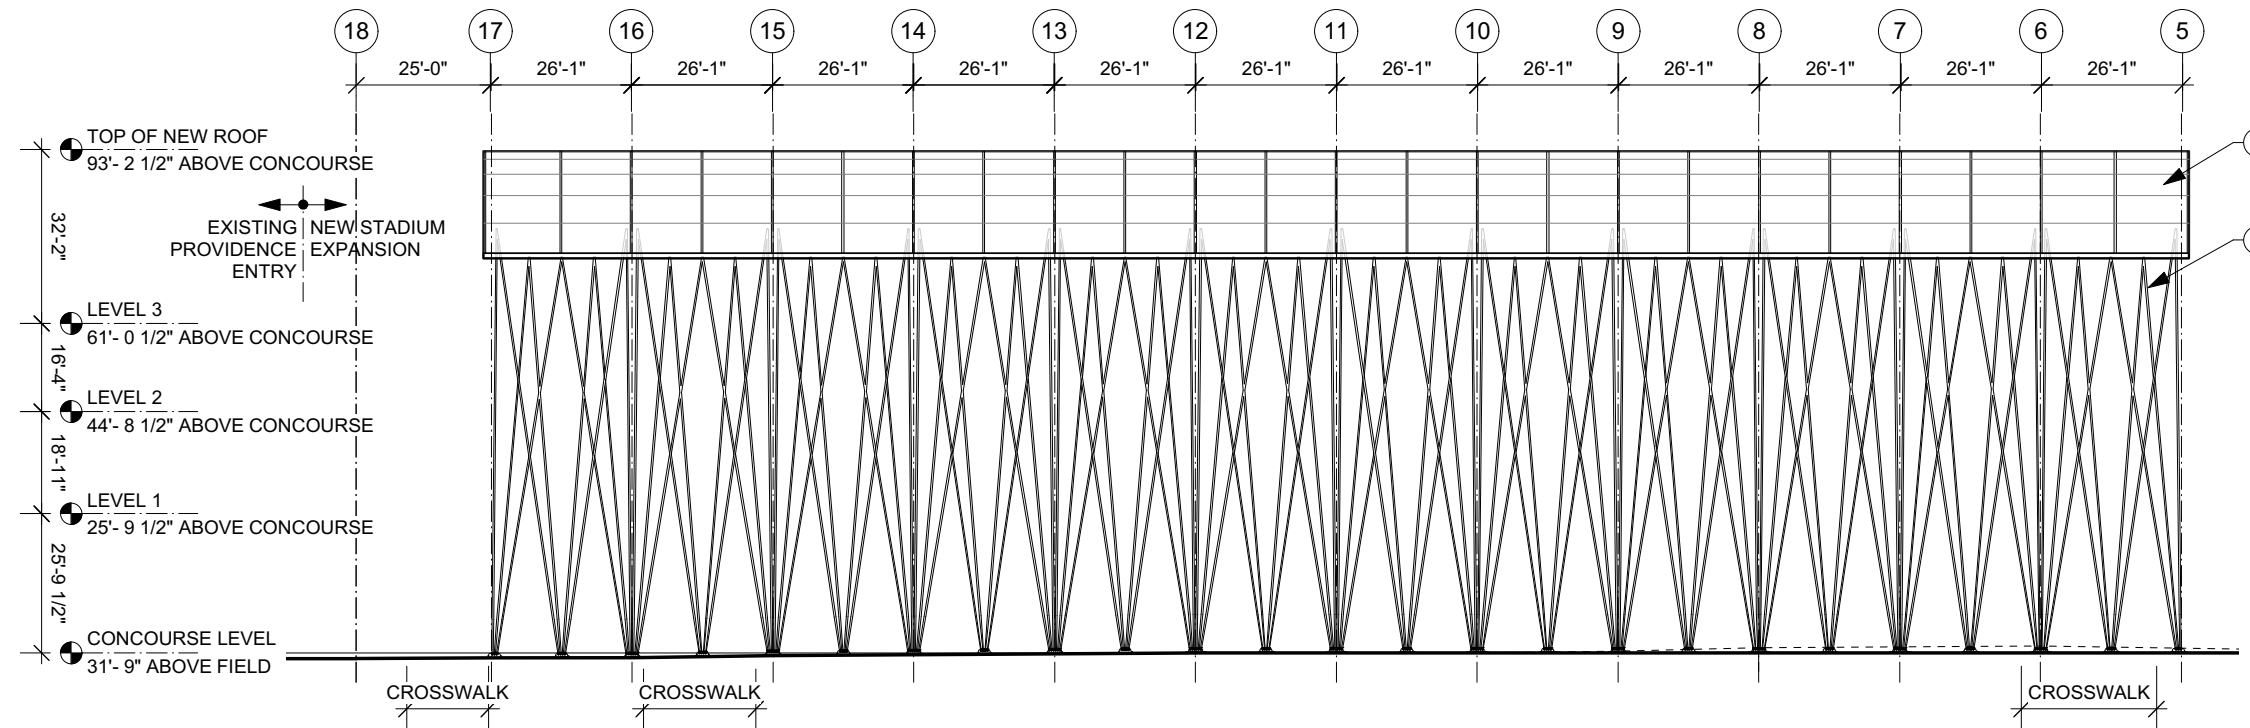 18 17 16 15 14 13 12 11 10 9 8 7 6 5
25'-0" 26'-1" 26'-1" 26'-1" 26'-1" 26'-1" 26'-1" 26'-1" 26'-1" 26'-1" 26'-1" 26'-1" 26'-1"
TOP OF NEW ROOF
93'- 2 1/2" ABOVE CONCOURSE
32'-2"
EXISTING
PROVIDENCE
ENTRY
NEW STADIUM
EXPANSION
LEVEL 3
61'- 0 1/2" ABOVE CONCOURSE
16'-4"
LEVEL 2
44'- 8 1/2" ABOVE CONCOURSE
18'-11"
LEVEL 1
25'- 9 1/2" ABOVE CONCOURSE
25'-9 1/2"
CONCOURSE LEVEL
31'- 9" ABOVE FIELD
CROSSWALK CROSSWALK CROSSWALK